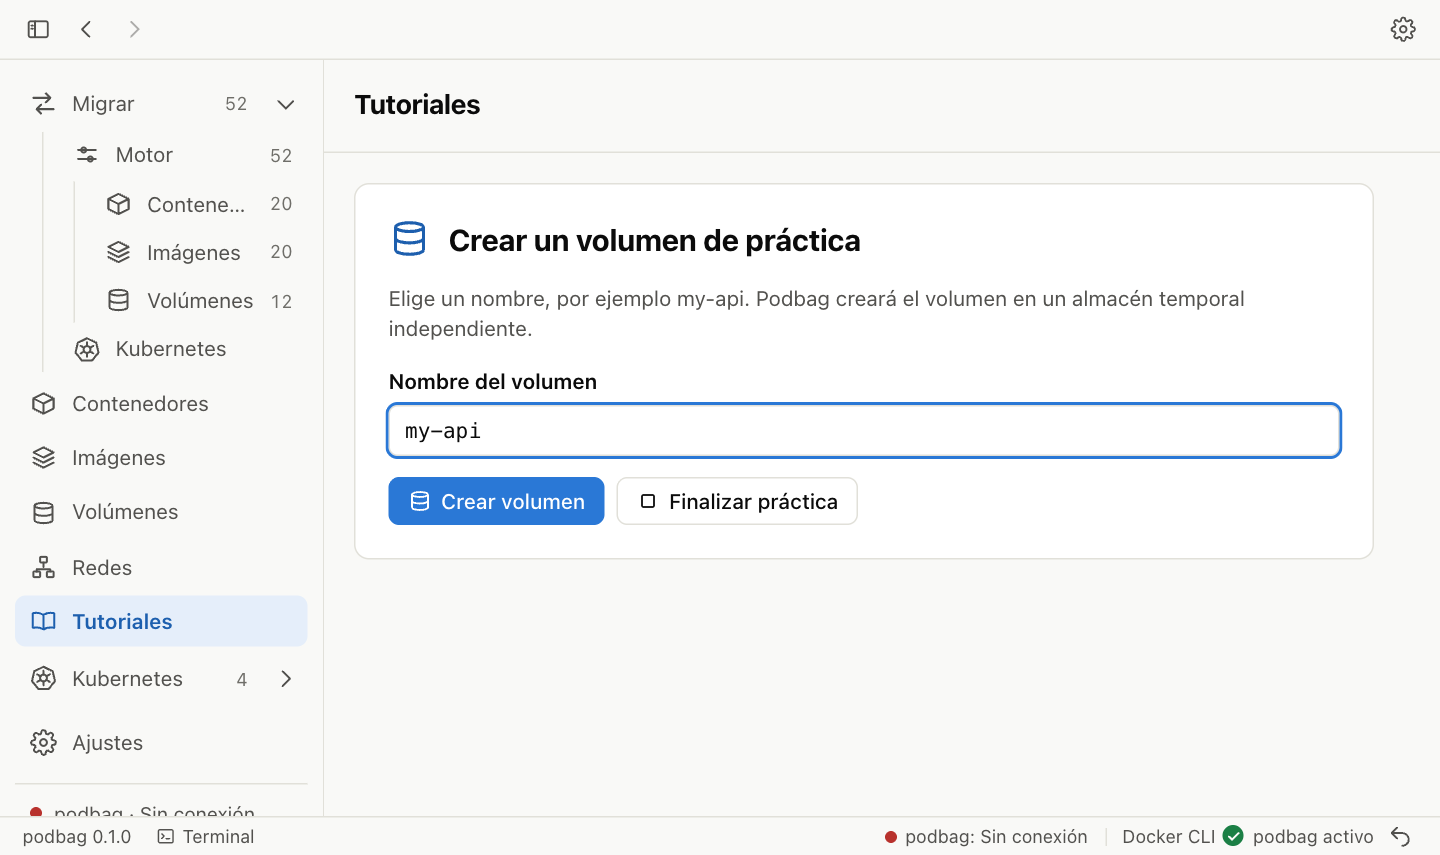 Migrar 52
Motor 52
Contene... 20
Imágenes 20
Volúmenes 12
Kubernetes
Contenedores
Imágenes
Volúmenes
Redes
Tutoriales
Kubernetes 4
Ajustes
podbag · Sin conexión
Tutoriales
Crear un volumen de práctica
Elige un nombre, por ejemplo my-api. Podbag creará el volumen en un almacén temporal
independiente.
Nombre del volumen
my-api
Crear volumen
Finalizar práctica
podbag 0.1.0
Terminal
podbag: Sin conexión
Docker CLI
podbag activo